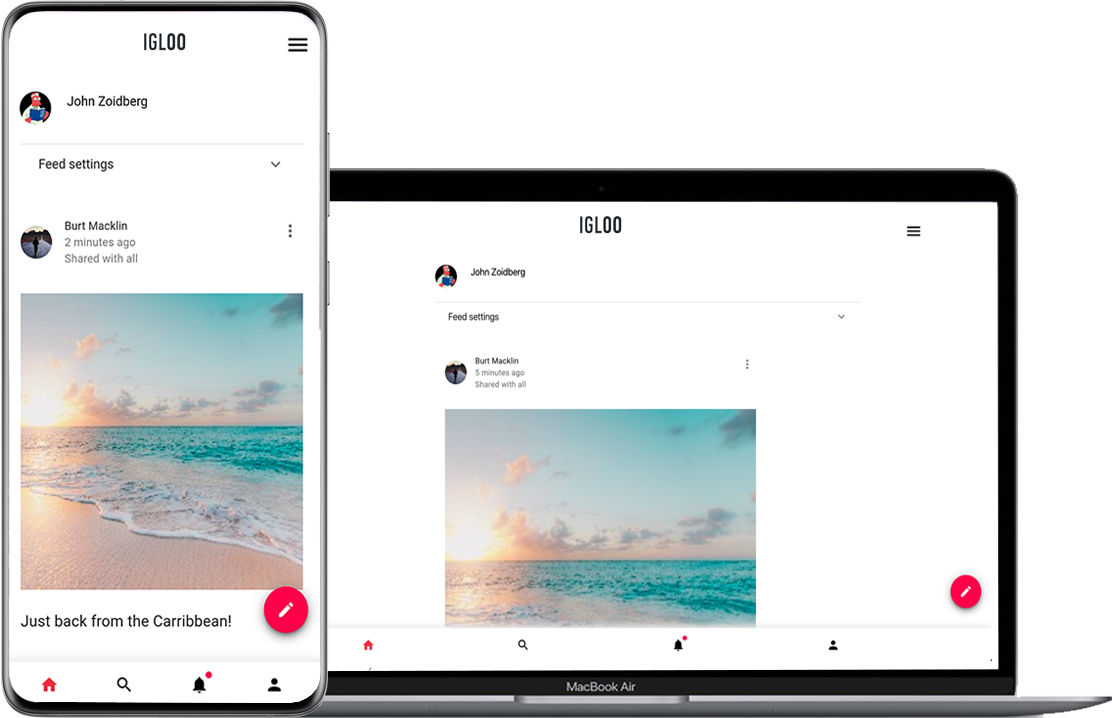 IGLOO
John Zoidberg
Feed settings
Burt Macklin
2 minutes ago
Shared with all
Just back from the Carribbean!
IGLOO
John Zoidberg
Feed settings
Burt Macklin
5 minutes ago
Shared with all
MacBook Air